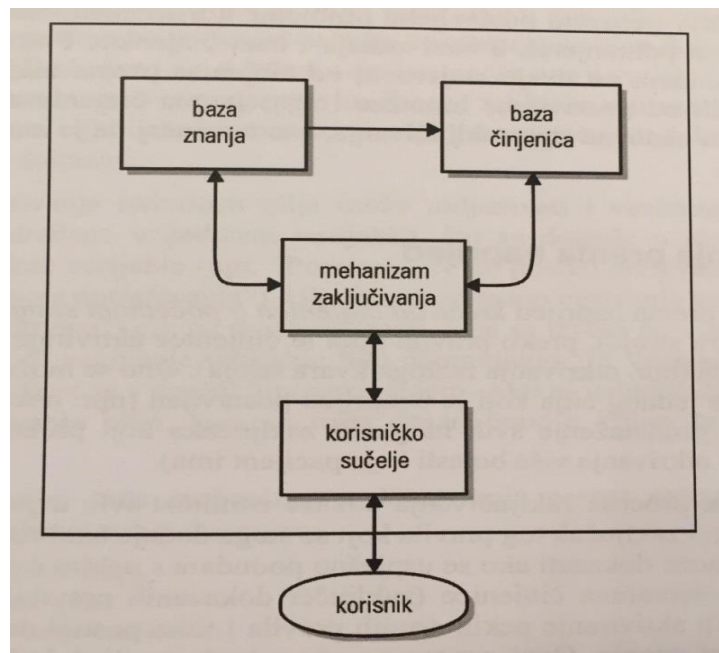 baza
znanja
baza
činjenica
mehanizam
zaključivanja
korisničko
sučelje
korisnik